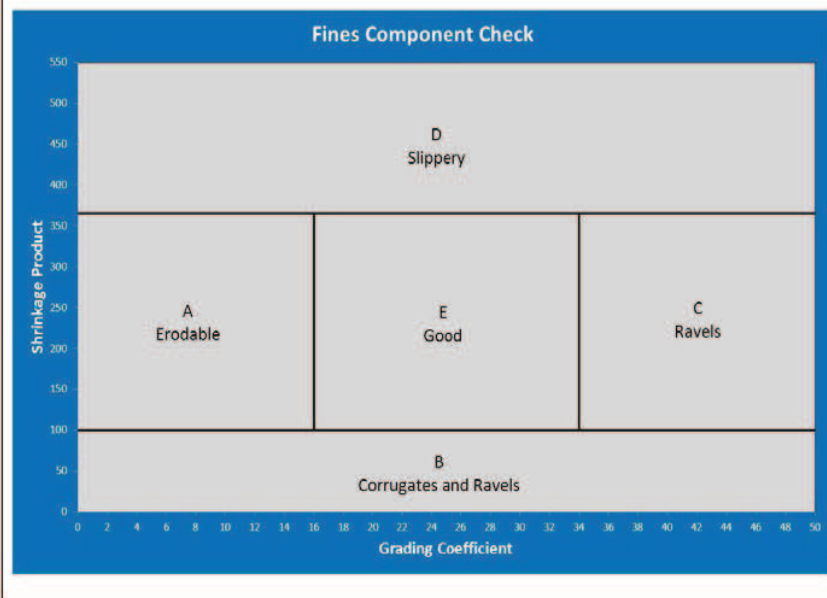 Fines Component Check
550
500
450
400
350
300
250
200
150
100
50
0
Shrinkage Product
D
Slippery
A
Erodable
E
Good
C
Ravels
B
Corrugates and Ravels
0 2 4 6 8 10 12 14 16 18 20 22 24 26 28 30 32 34 36 38 40 42 44 46 48 50
Grading Coefficient